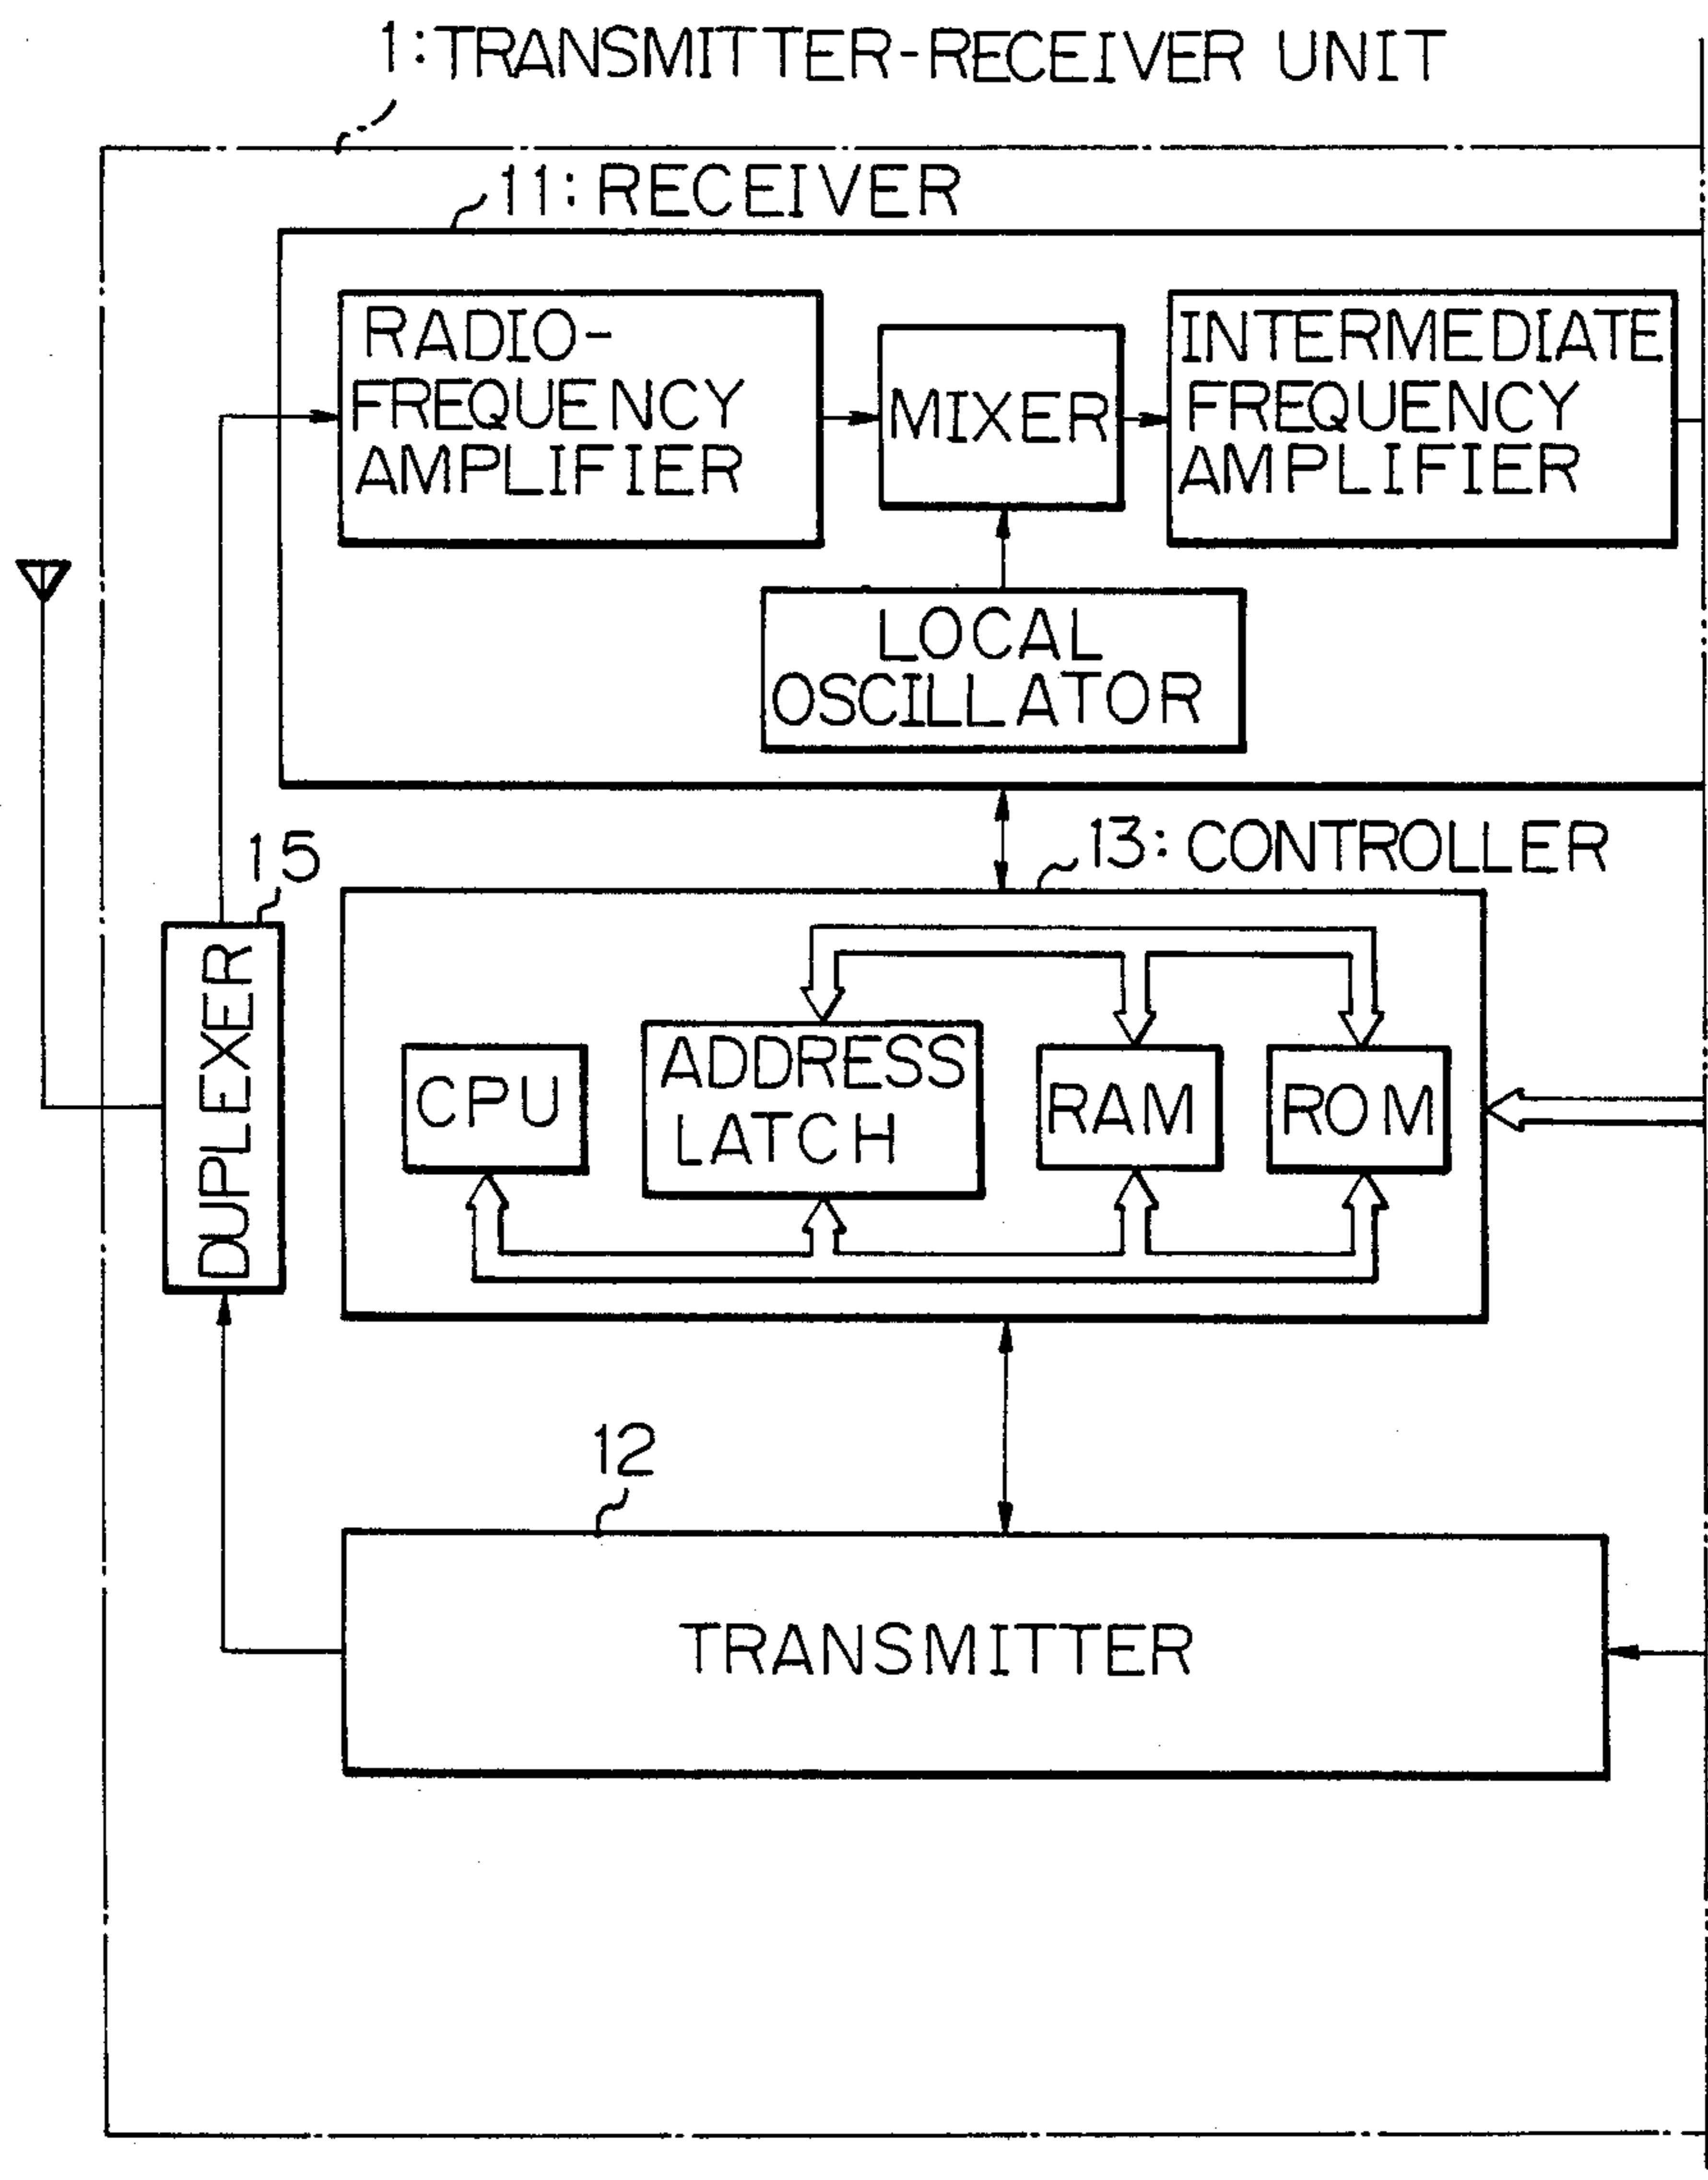 1: TRANSMITTER-RECEIVER UNIT
11: RECEIVER
RADIO-
FREQUENCY
AMPLIFIER
MIXER
INTERMEDIATE
FREQUENCY
AMPLIFIER
LOCAL
OSCILLATOR
13: CONTROLLER
15
DUPLEXER
CPU
ADDRESS
LATCH
RAM
ROM
12
TRANSMITTER